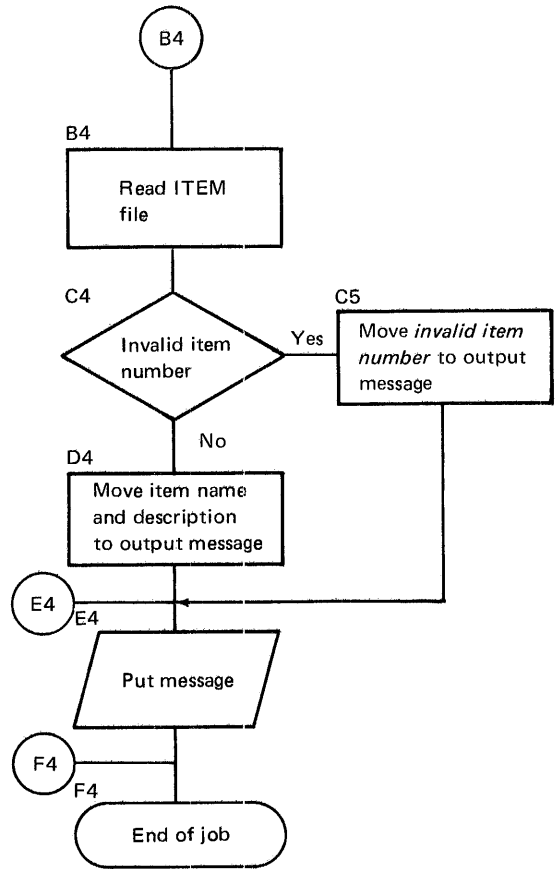 B4
B4
Read ITEM
file
C4
Invalid item
number
Yes
C5
Move invalid item
number to output
message
No
D4
Move item name
and description
to output message
E4
E4
Put message
F4
F4
End of job